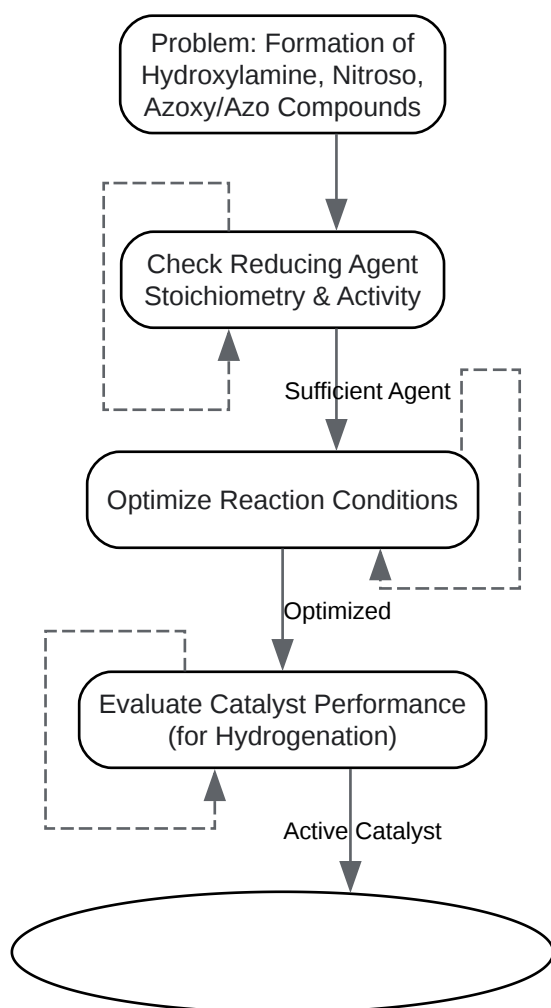 Problem: Formation of
Hydroxylamine, Nitroso,
Azoxy/Azo Compounds
Check Reducing Agent
Stoichiometry & Activity
Sufficient Agent
Optimize Reaction Conditions
Optimized
Evaluate Catalyst Performance
(for Hydrogenation)
Active Catalyst